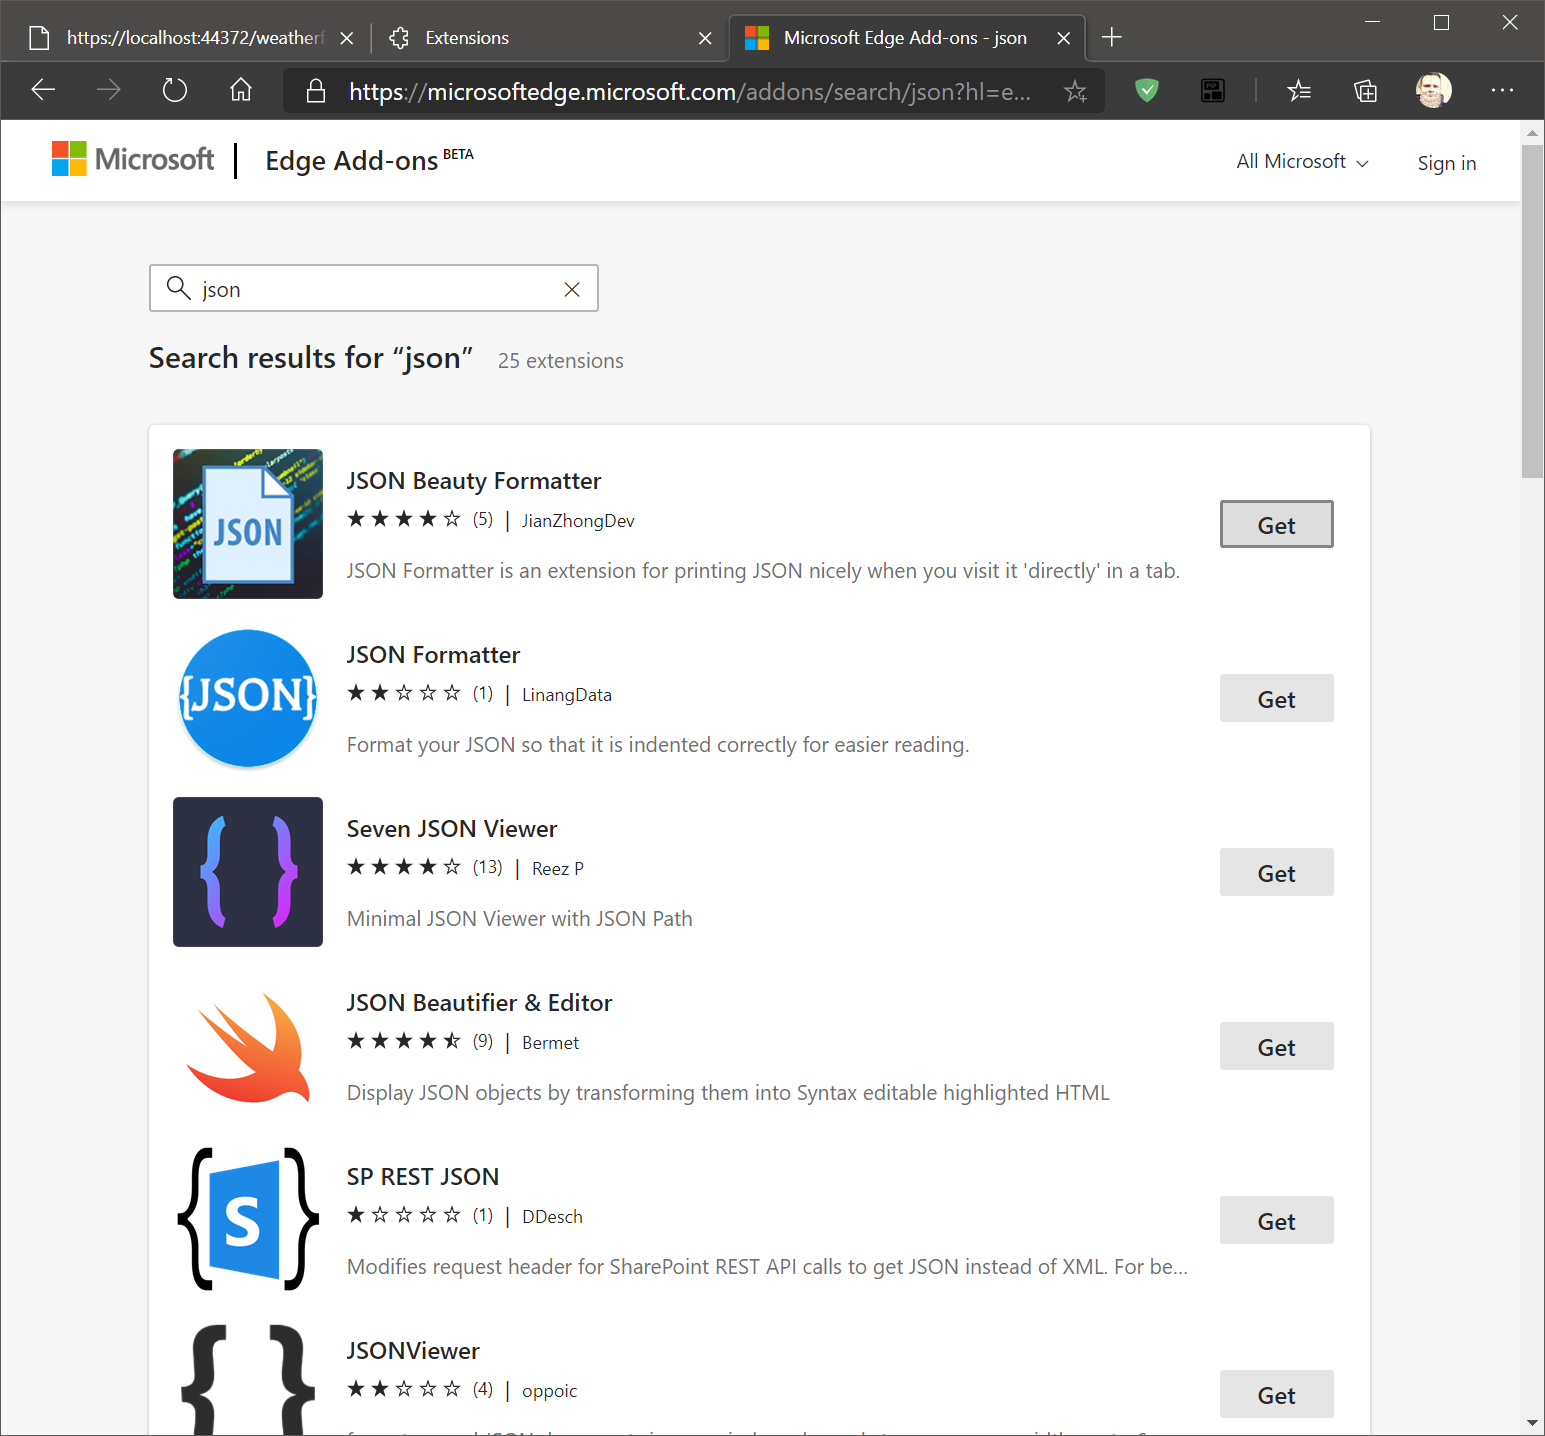 https://localhost:44372/weatherf
Extensions
Microsoft Edge Add-ons - json
https://microsoftedge.microsoft.com/addons/search/json?hl=e...
Microsoft
Edge Add-ons BETA
All Microsoft
Sign in
json
Search results for “json”
25 extensions
JSON
JSON Beauty Formatter
(5) | JianZhongDev
JSON Formatter is an extension for printing JSON nicely when you visit it 'directly' in a tab.
Get
{JSON}
JSON Formatter
(1) | LinangData
Format your JSON so that it is indented correctly for easier reading.
Get
{ }
Seven JSON Viewer
(13) | Reez P
Minimal JSON Viewer with JSON Path
Get
JSON Beautifier & Editor
(9) | Bermet
Display JSON objects by transforming them into Syntax editable highlighted HTML
Get
{S}
SP REST JSON
(1) | DDesch
Modifies request header for SharePoint REST API calls to get JSON instead of XML. For be...
Get
{ }
JSONViewer
(4) | oppoic
Get